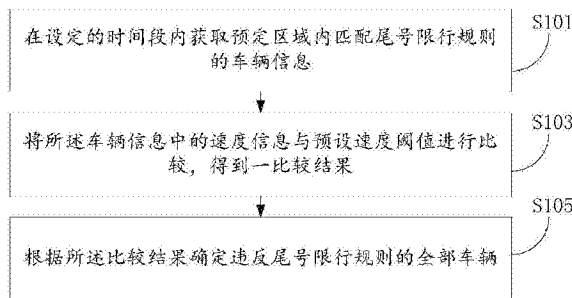 S101
在设定的时间段内获取预定区域内匹配尾号限行规则
的车辆信息
S103
将所述车辆信息中的速度信息与预设速度阈值进行比
较，得到一比较结果
S105
根据所述比较结果确定违反尾号限行规则的全部车辆